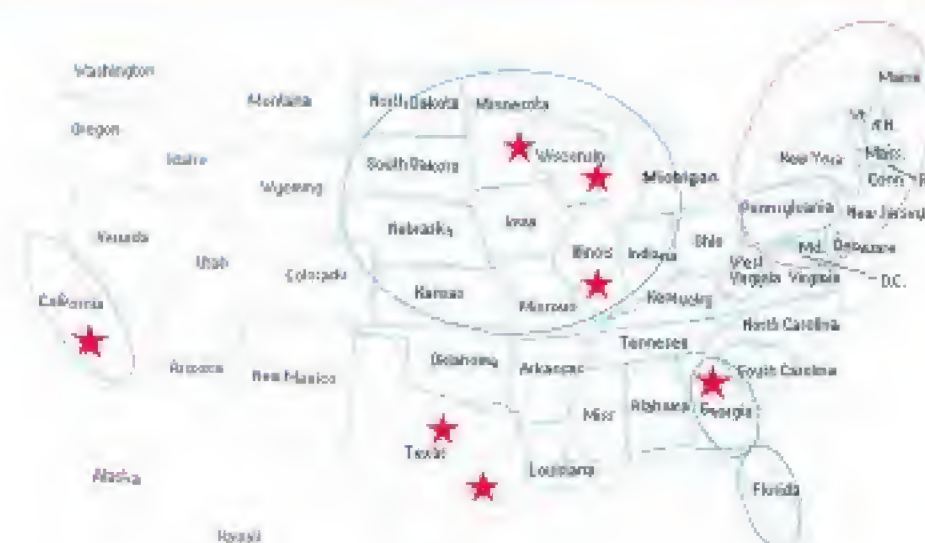 Washington
Montana
North Dakota
Minnesota
Maine
Oregon
Idaho
South Dakota
Wisconsin
Vt.
N.H.
Wyoming
Michigan
New York
Mass.
Conn
Nevada
Nebraska
Iowa
Pennsylvania
New Jersey
Utah
Colorado
Illinois
Indiana
Ohio
West
Virginia
Virginia
Md.
Delaware
D.C.
California
Kansas
Missouri
Kentucky
North Carolina
Tennessee
Arizona
New Mexico
Oklahoma
Arkansas
South Carolina
Miss
Alabama
Georgia
Texas
Louisiana
Alaska
Florida
Hawaii